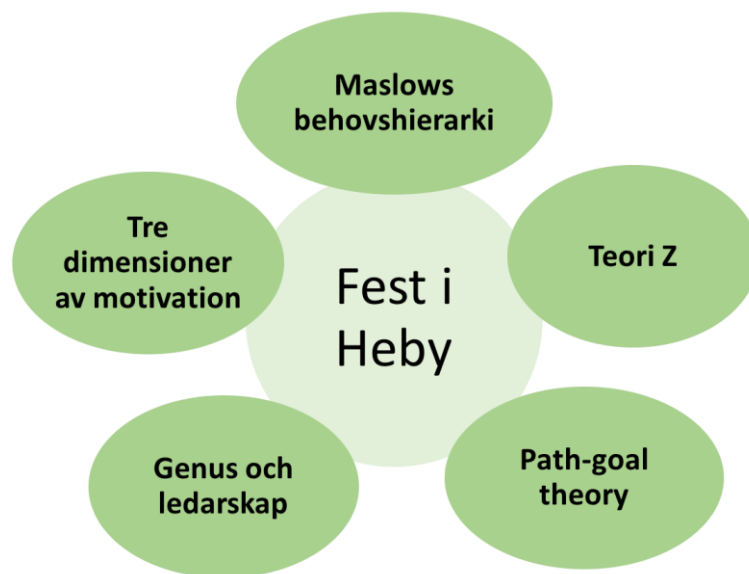 Maslows
behovshierarki
Tre
dimensioner
av motivation
Teori Z
Fest i
Heby
Genus och
ledarskap
Path-goal
theory